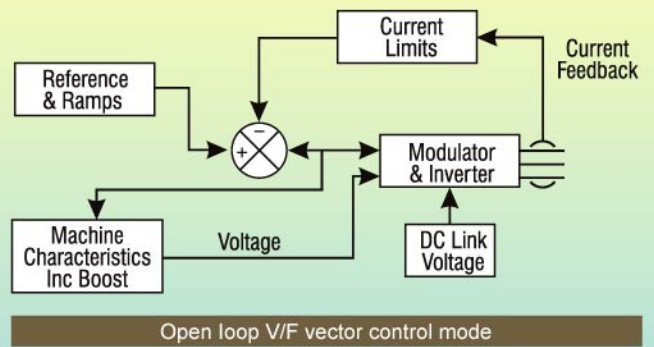 Current
Limits
Current
Feedback
Reference
& Ramps
−
+
Modulator
& Inverter
Machine
Characteristics
Inc Boost
Voltage
DC Link
Voltage
Open loop V/F vector control mode